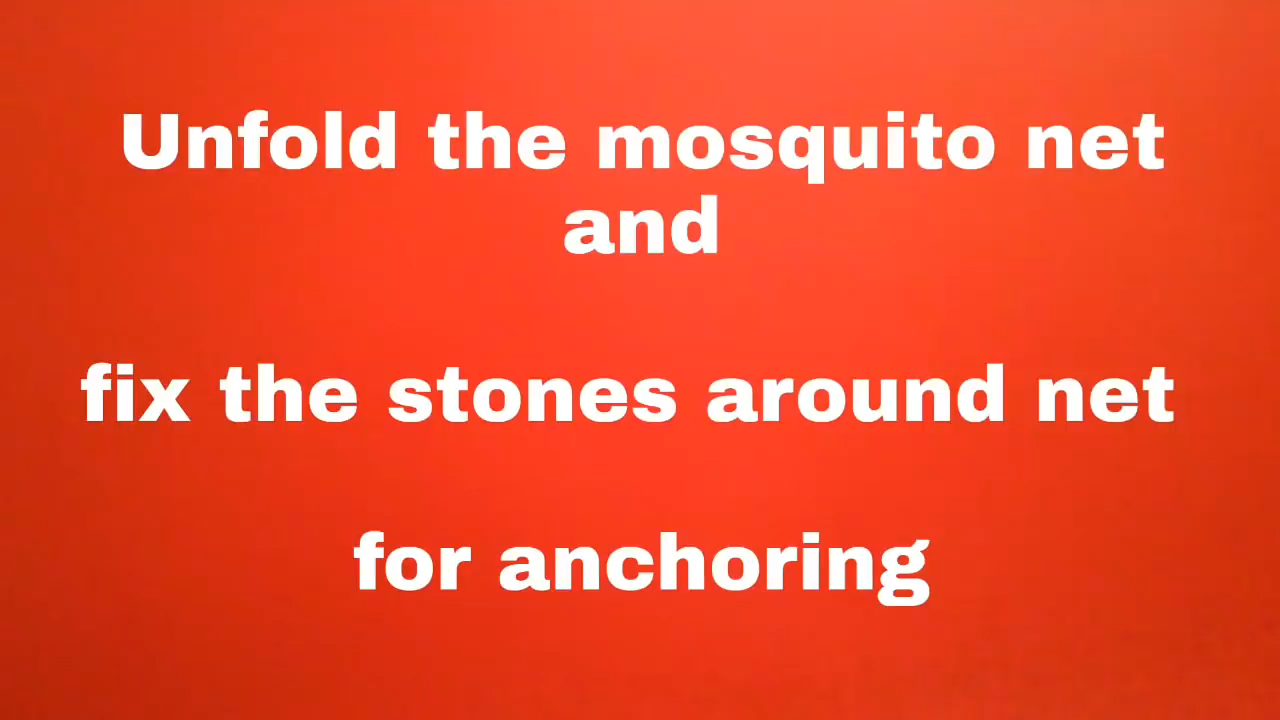 Unfold the mosquito net
and
fix the stones around net
for anchoring